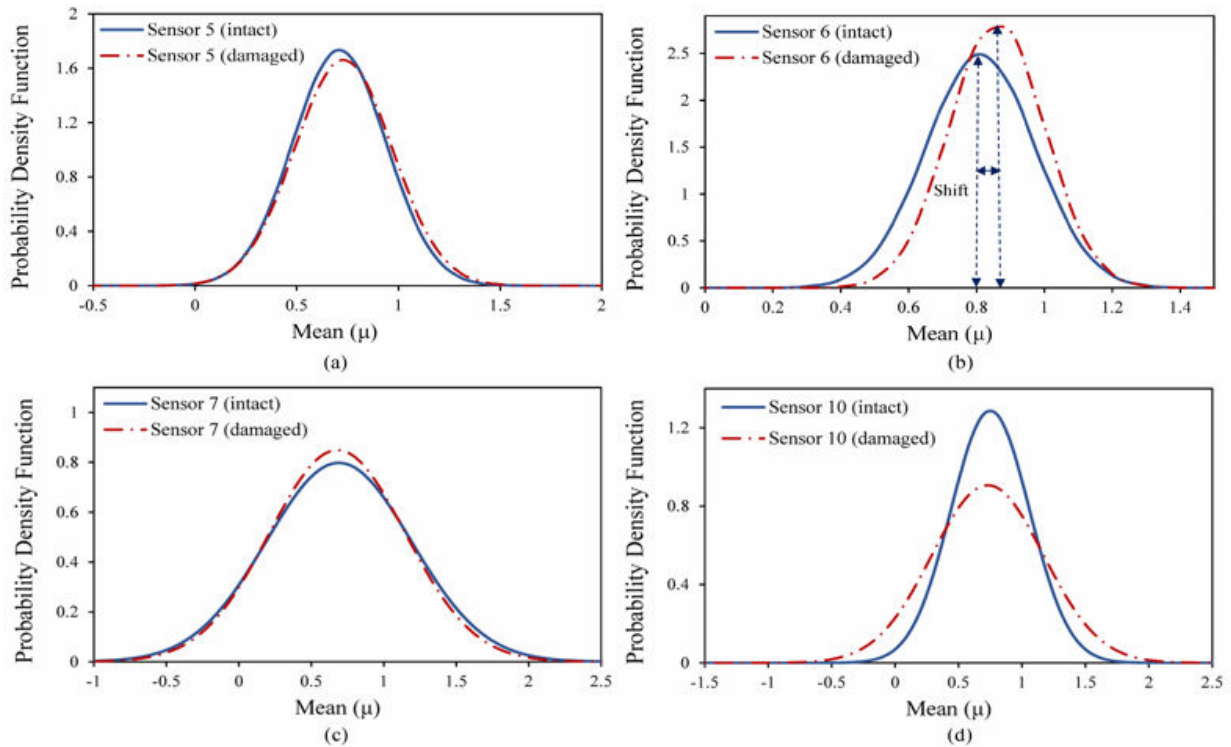 Probability Density Function
2
1.6
1.2
0.8
0.4
0
Sensor 5 (intact)
Sensor 5 (damaged)
-0.5 0 0.5 1 1.5 2
Mean (μ)
(a)
Probability Density Function
2.5
2
1.5
1
0.5
0
Sensor 6 (intact)
Sensor 6 (damaged)
Shift
0 0.2 0.4 0.6 0.8 1 1.2 1.4
Mean (μ)
(b)
Probability Density Function
1
0.8
0.6
0.4
0.2
0
Sensor 7 (intact)
Sensor 7 (damaged)
-1 -0.5 0 0.5 1 1.5 2 2.5
Mean (μ)
(c)
Probability Density Function
1.2
0.8
0.4
0
Sensor 10 (intact)
Sensor 10 (damaged)
-1.5 -1 -0.5 0 0.5 1 1.5 2 2.5
Mean (μ)
(d)